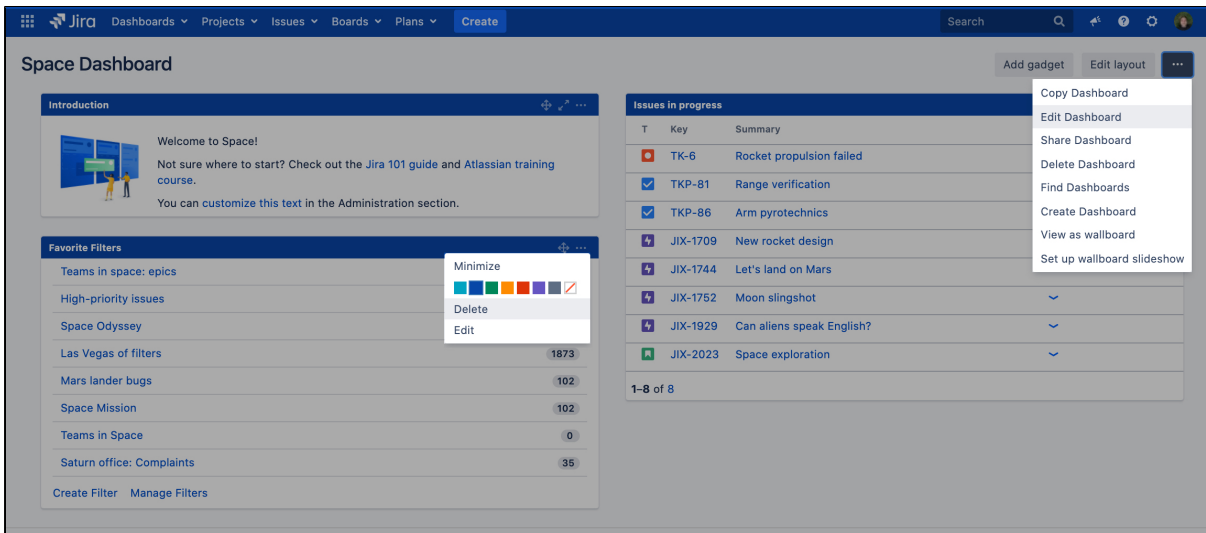 Jira Dashboards Projects Issues Boards Plans Create Search
Space Dashboard
Add gadget Edit layout
Introduction
Welcome to Space!
Not sure where to start? Check out the Jira 101 guide and Atlassian training
course.
You can customize this text in the Administration section.
Favorite Filters
Teams in space: epics
High-priority issues
Space Odyssey
Las Vegas of filters 1873
Mars lander bugs 102
Space Mission 102
Teams in Space 0
Saturn office: Complaints 35
Create Filter Manage Filters
Minimize
Delete
Edit
Issues in progress
T Key Summary
TK-6 Rocket propulsion failed
TKP-81 Range verification
TKP-86 Arm pyrotechnics
JIX-1709 New rocket design
JIX-1744 Let's land on Mars
JIX-1752 Moon slingshot
JIX-1929 Can aliens speak English?
JIX-2023 Space exploration
1–8 of 8
Copy Dashboard
Edit Dashboard
Share Dashboard
Delete Dashboard
Find Dashboards
Create Dashboard
View as wallboard
Set up wallboard slideshow